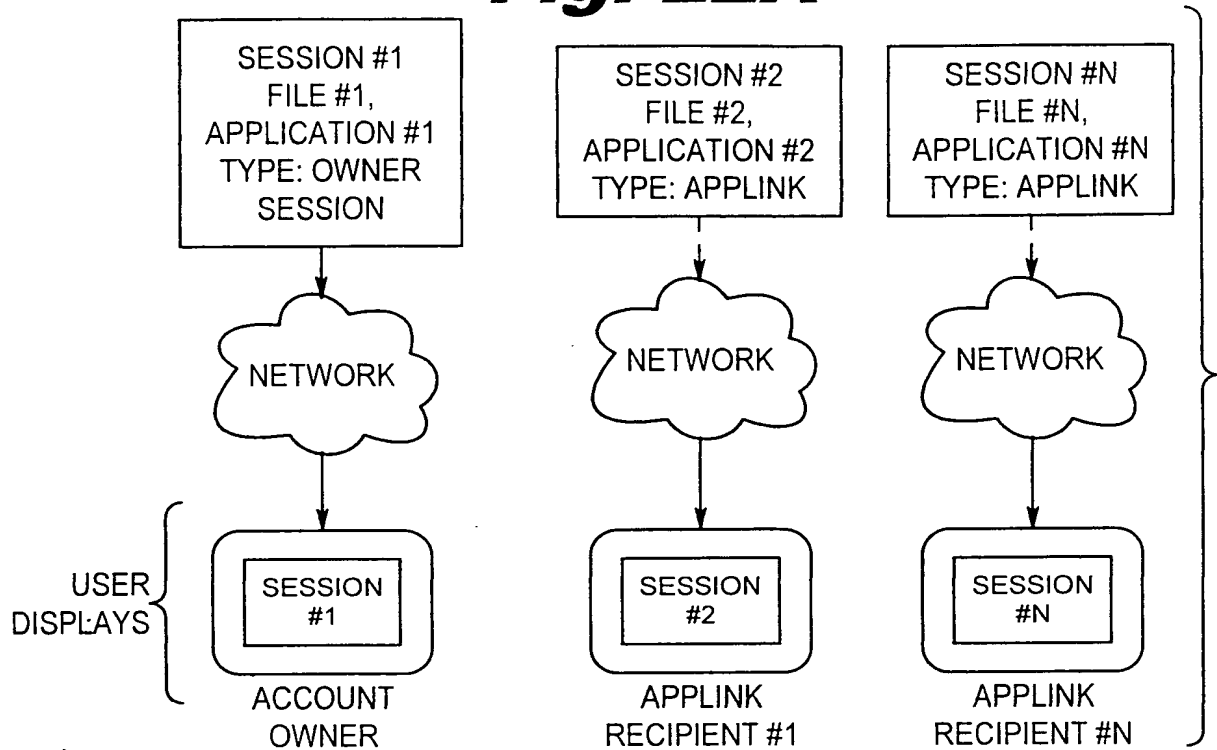 SESSION #1
FILE #1,
APPLICATION #1
TYPE: OWNER
SESSION
SESSION #2
FILE #2,
APPLICATION #2
TYPE: APPLINK
SESSION #N
FILE #N,
APPLICATION #N
TYPE: APPLINK
NETWORK
NETWORK
NETWORK
USER
DISPLAYS
SESSION
#1
SESSION
#2
SESSION
#N
ACCOUNT
OWNER
APPLINK
RECIPIENT #1
APPLINK
RECIPIENT #N